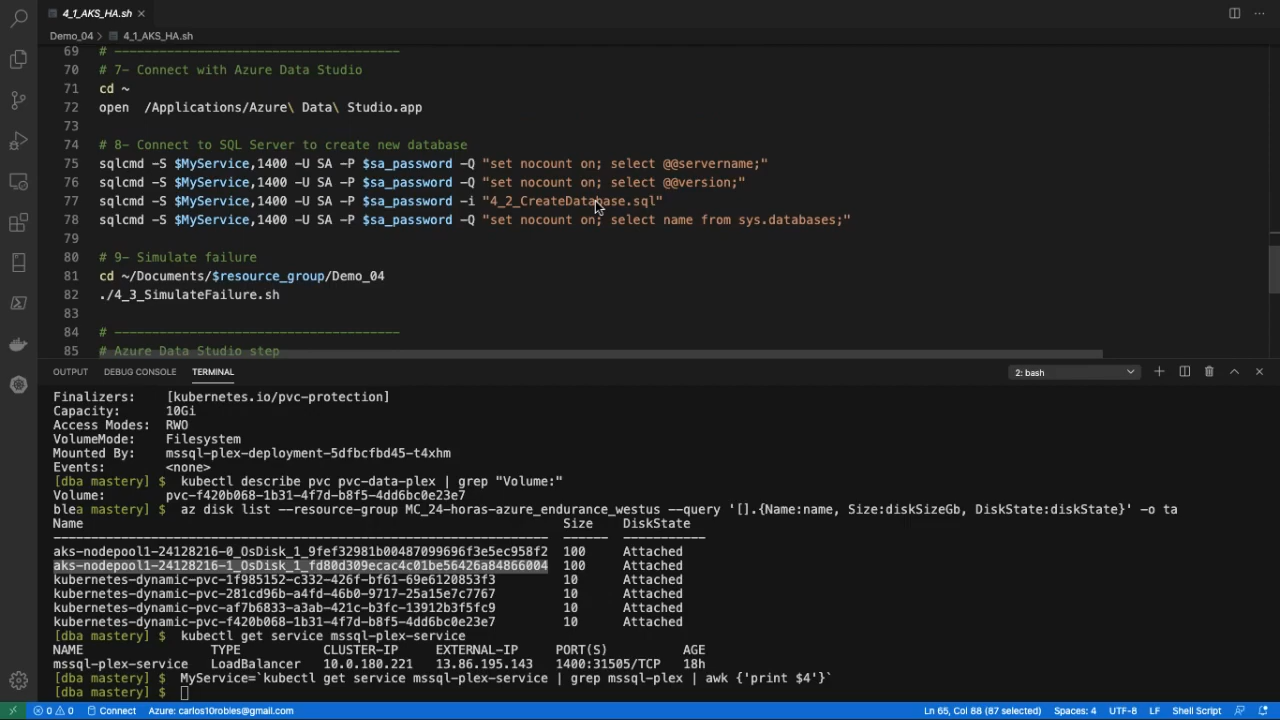 4_1_AKS_HA.sh
Demo_04 > 4_1_AKS_HA.sh
69 # --------------------------------------
70 # 7- Connect with Azure Data Studio
71 cd ~
72 open  /Applications/Azure\ Data\ Studio.app
73
74 # 8- Connect to SQL Server to create new database
75 sqlcmd -S $MyService,1400 -U SA -P $sa_password -Q "set nocount on; select @@servername;"
76 sqlcmd -S $MyService,1400 -U SA -P $sa_password -Q "set nocount on; select @@version;"
77 sqlcmd -S $MyService,1400 -U SA -P $sa_password -i "4_2_CreateDatabase.sql"
78 sqlcmd -S $MyService,1400 -U SA -P $sa_password -Q "set nocount on; select name from sys.databases;"
79
80 # 9- Simulate failure
81 cd ~/Documents/$resource_group/Demo_04
82 ./4_3_SimulateFailure.sh
83
84 # --------------------------------------
85 # Azure Data Studio step
OUTPUT DEBUG CONSOLE TERMINAL 2: bash
Finalizers:    [kubernetes.io/pvc-protection]
Capacity:      10Gi
Access Modes:  RWO
VolumeMode:    Filesystem
Mounted By:    mssql-plex-deployment-5dfbcfbd45-t4xhm
Events:        <none>
[dba mastery] $  kubectl describe pvc pvc-data-plex | grep "Volume:"
Volume:        pvc-f420b068-1b31-4f7d-b8f5-4dd6bc0e23e7
blea mastery] $  az disk list --resource-group MC_24-horas-azure_endurance_westus --query '[].{Name:name, Size:diskSizeGb, DiskState:diskState}' -o ta
Name Size DiskState
------------------------------------------------------------------ ------ -----------
aks-nodepool1-24128216-0_OsDisk_1_9fef32981b00487099696f3e5ec958f2 100 Attached
aks-nodepool1-24128216-1_OsDisk_1_fd80d309ecac4c01be56426a84866004 100 Attached
kubernetes-dynamic-pvc-1f985152-c332-426f-bf61-69e6120853f3 10 Attached
kubernetes-dynamic-pvc-281cd96b-a4fd-46b0-9717-25a15e7c7767 10 Attached
kubernetes-dynamic-pvc-af7b6833-a3ab-421c-b3fc-13912b3f5fc9 10 Attached
kubernetes-dynamic-pvc-f420b068-1b31-4f7d-b8f5-4dd6bc0e23e7 10 Attached
[dba mastery] $  kubectl get service mssql-plex-service
NAME TYPE CLUSTER-IP EXTERNAL-IP PORT(S) AGE
mssql-plex-service LoadBalancer 10.0.180.221 13.86.195.143 1400:31505/TCP 18h
[dba mastery] $  MyService=`kubectl get service mssql-plex-service | grep mssql-plex | awk {'print $4'}`
[dba mastery] $
0 0 Connect Azure: carlos10robles@gmail.com Ln 65, Col 88 (87 selected) Spaces: 4 UTF-8 LF Shell Script